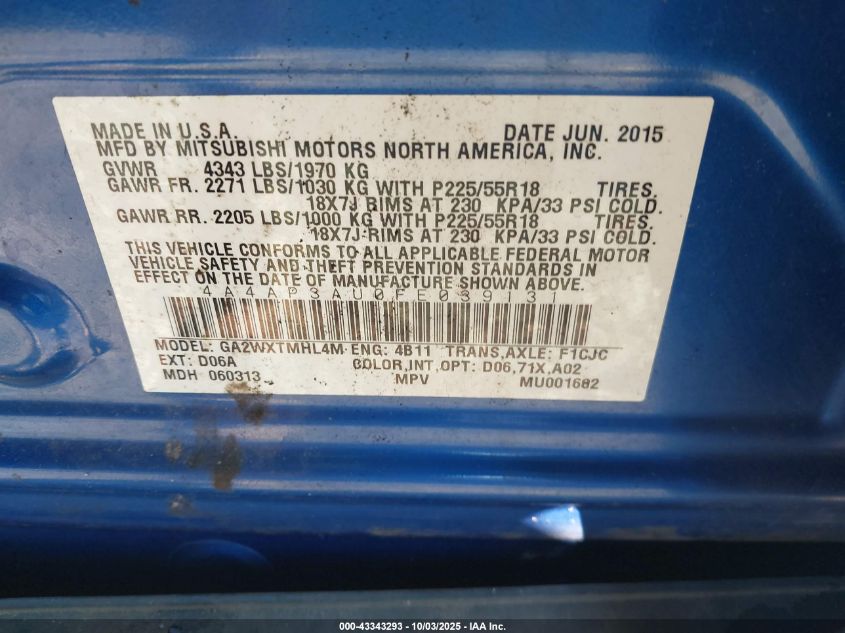 MADE IN U.S.A. DATE JUN. 2015
MFD BY MITSUBISHI MOTORS NORTH AMERICA, INC.
GVWR 4343 LBS/1970 KG
GAWR FR. 2271 LBS/1030 KG WITH P225/55R18 TIRES.
18X7J RIMS AT 230 KPA/33 PSI COLD.
GAWR RR. 2205 LBS/1000 KG WITH P225/55R18 TIRES.
18X7J RIMS AT 230 KPA/33 PSI COLD.
THIS VEHICLE CONFORMS TO ALL APPLICABLE FEDERAL MOTOR
VEHICLE SAFETY AND THEFT PREVENTION STANDARDS IN
EFFECT ON THE DATE OF MANUFACTURE SHOWN ABOVE.
4A4AP3AU0FE039131
MODEL: GA2WXTMHL4M ENG: 4B11 TRANS,AXLE: F1CJC
EXT: D06A COLOR,INT,OPT: D06,71X,A02
MDH 060313 MPV MU001682
000-43343293 - 10/03/2025 - IAA Inc.